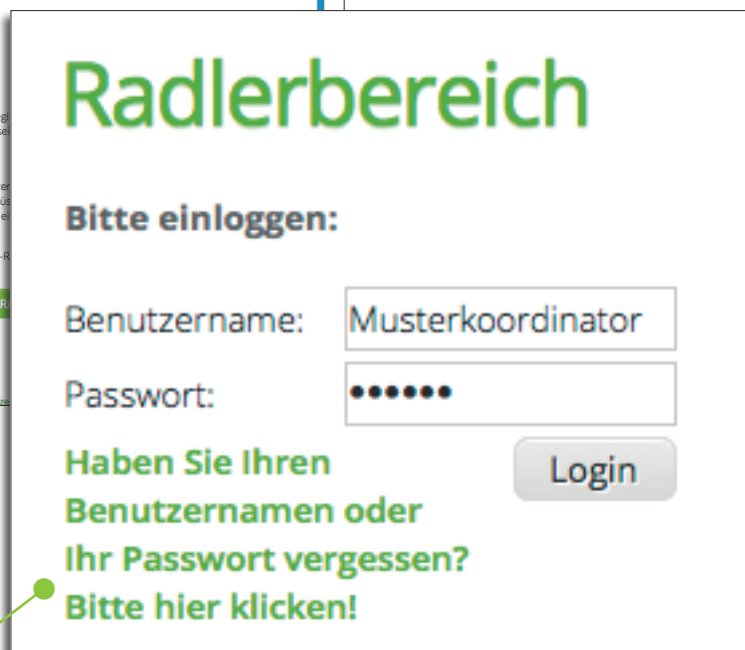 Radlerbereich
Bitte einloggen:
Benutzername: Musterkoordinator
Passwort: ••••••
Login
Haben Sie Ihren
Benutzernamen oder
Ihr Passwort vergessen?
Bitte hier klicken!